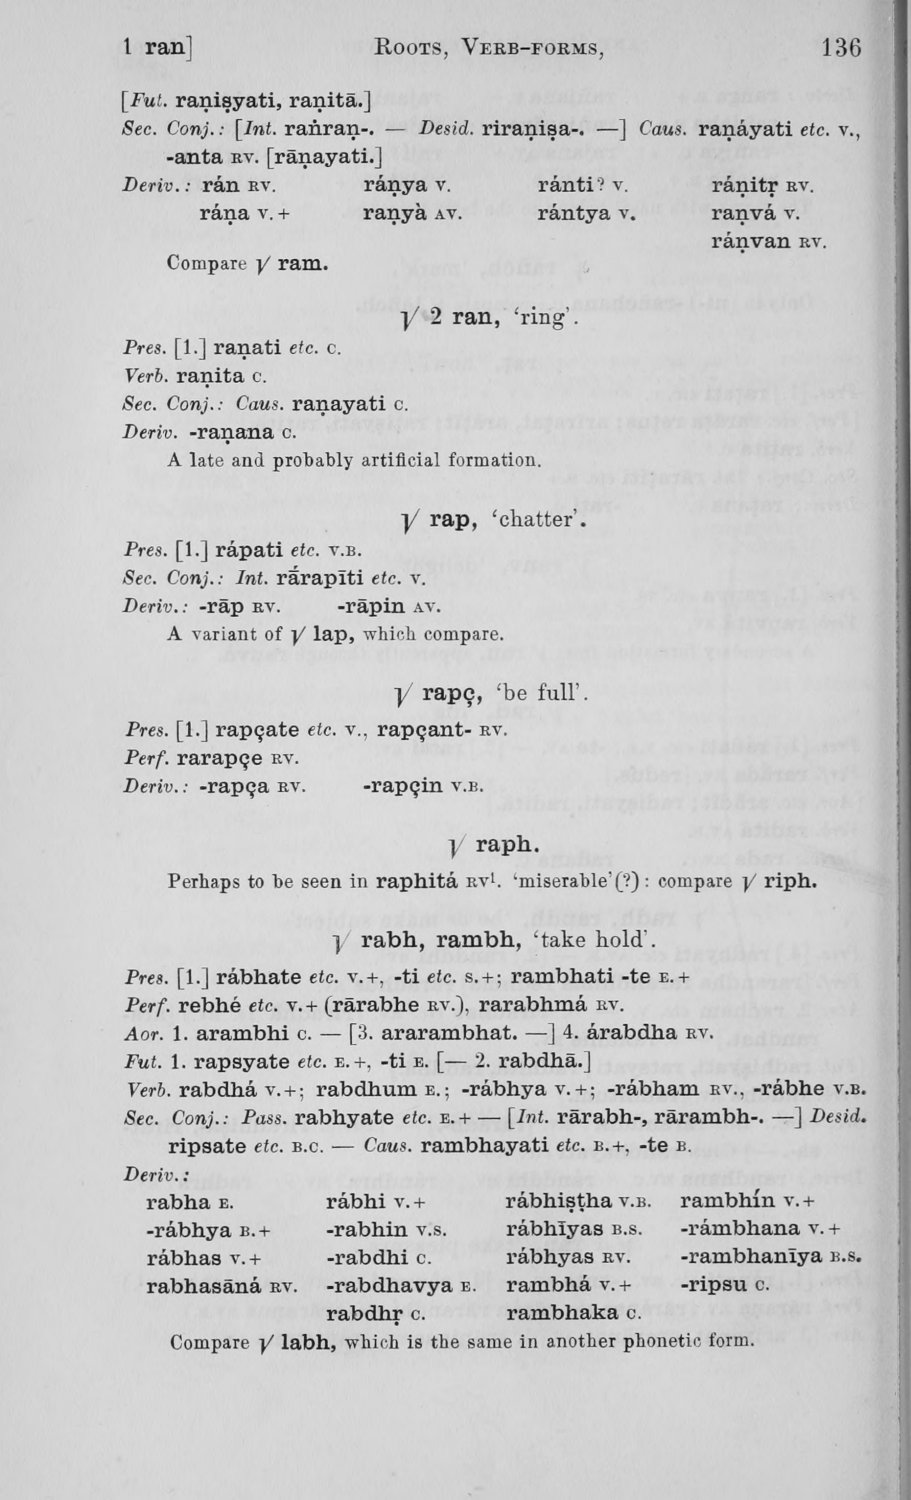 1 ran] ROOTS, VERB-FORMS, 136
[Fut. raṇiṣyati, raṇitā.]
Sec. Conj.: [Int. raṅraṇ-. — Desid. riraṇiṣa-. —] Caus. raṇáyati etc. v.,
-anta RV. [rāṇayati.]
Deriv.: rán RV. ráṇya v. ránti? v. ráṇitṛ RV.
ráṇa v.+ raṇyà AV. rántya v. raṇvá v.
ráṇvan RV.
Compare √ ram.
√ 2 ran, ‘ring’.
Pres. [1.] raṇati etc. c.
Verb. raṇita c.
Sec. Conj.: Caus. raṇayati c.
Deriv. -raṇana c.
A late and probably artificial formation.
√ rap, ‘chatter’.
Pres. [1.] rápati etc. V.B.
Sec. Conj.: Int. rā́rapīti etc. v.
Deriv.: -rāp RV. -rāpin AV.
A variant of √ lap, which compare.
√ rapç, ‘be full’.
Pres. [1.] rapçate etc. v., rapçant- RV.
Perf. rarapçe RV.
Deriv.: -rapça RV. -rapçin V.B.
√ raph.
Perhaps to be seen in raphitá RV¹. ‘miserable’(?): compare √ riph.
√ rabh, rambh, ‘take hold’.
Pres. [1.] rábhate etc. v.+, -ti etc. s.+; rambhati -te E.+
Perf. rebhé etc. v.+ (rārabhe RV.), rarabhmá RV.
Aor. 1. arambhi c. — [3. ararambhat. —] 4. árabdha RV.
Fut. 1. rapsyate etc. E.+, -ti E. [— 2. rabdhā.]
Verb. rabdhá v.+; rabdhum E.; -rábhya v.+; -rábham RV., -rábhe V.B.
Sec. Conj.: Pass. rabhyate etc. E.+ — [Int. rārabh-, rārambh-. —] Desid.
ripsate etc. B.C. — Caus. rambhayati etc. B.+, -te B.
Deriv.:
rabha E. rábhi v.+ rábhiṣṭha V.B. rambhín v.+
-rábhya B.+ -rabhin V.S. rábhīyas B.S. -rámbhana v.+
rábhas v.+ -rabdhi c. rábhyas RV. -rambhanīya B.S.
rabhasāná RV. -rabdhavya E. rambhá v.+ -ripsu c.
rabdhṛ c. rambhaka c.
Compare √ labh, which is the same in another phonetic form.